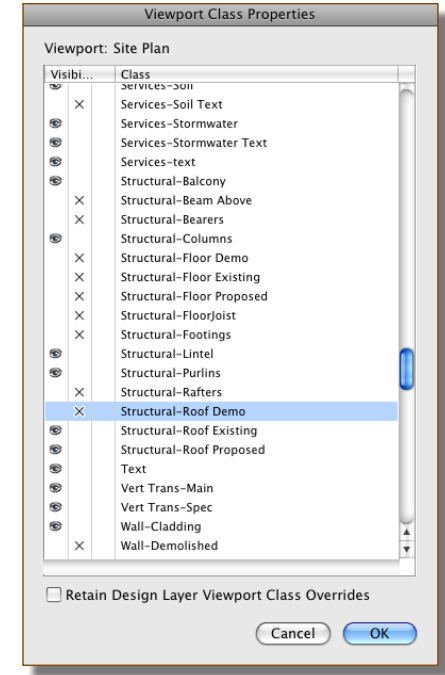 Viewport Class Properties
Viewport: Site Plan
Visibi... Class
Services-Soil
Services-Soil Text
Services-Stormwater
Services-Stormwater Text
Services-text
Structural-Balcony
Structural-Beam Above
Structural-Bearers
Structural-Columns
Structural-Floor Demo
Structural-Floor Existing
Structural-Floor Proposed
Structural-FloorJoist
Structural-Footings
Structural-Lintel
Structural-Purlins
Structural-Rafters
Structural-Roof Demo
Structural-Roof Existing
Structural-Roof Proposed
Text
Vert Trans-Main
Vert Trans-Spec
Wall-Cladding
Wall-Demolished
Retain Design Layer Viewport Class Overrides
Cancel OK